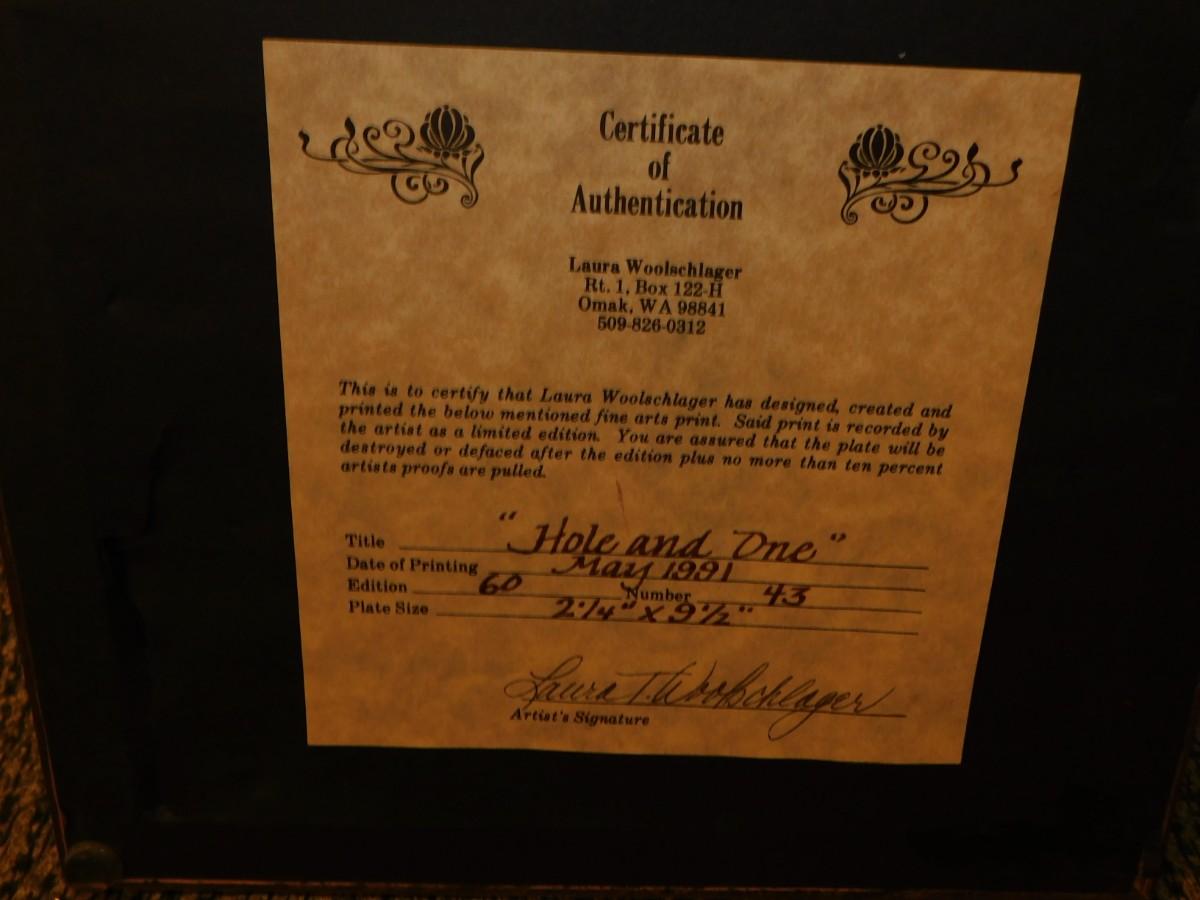 Certificate
of
Authentication
Laura Woolschlager
Rt. 1, Box 122-H
Omak, WA 98841
509-826-0312
This is to certify that Laura Woolschlager has designed, created and
printed the below mentioned fine arts print. Said print is recorded by
the artist as a limited edition. You are assured that the plate will be
destroyed or defaced after the edition plus no more than ten percent
artists proofs are pulled.
Title "Hole and One"
Date of Printing May 1991
Edition 60 Number 43
Plate Size 2 1/4" x 9 1/2"
Laura T. Woolschlager
Artist's Signature